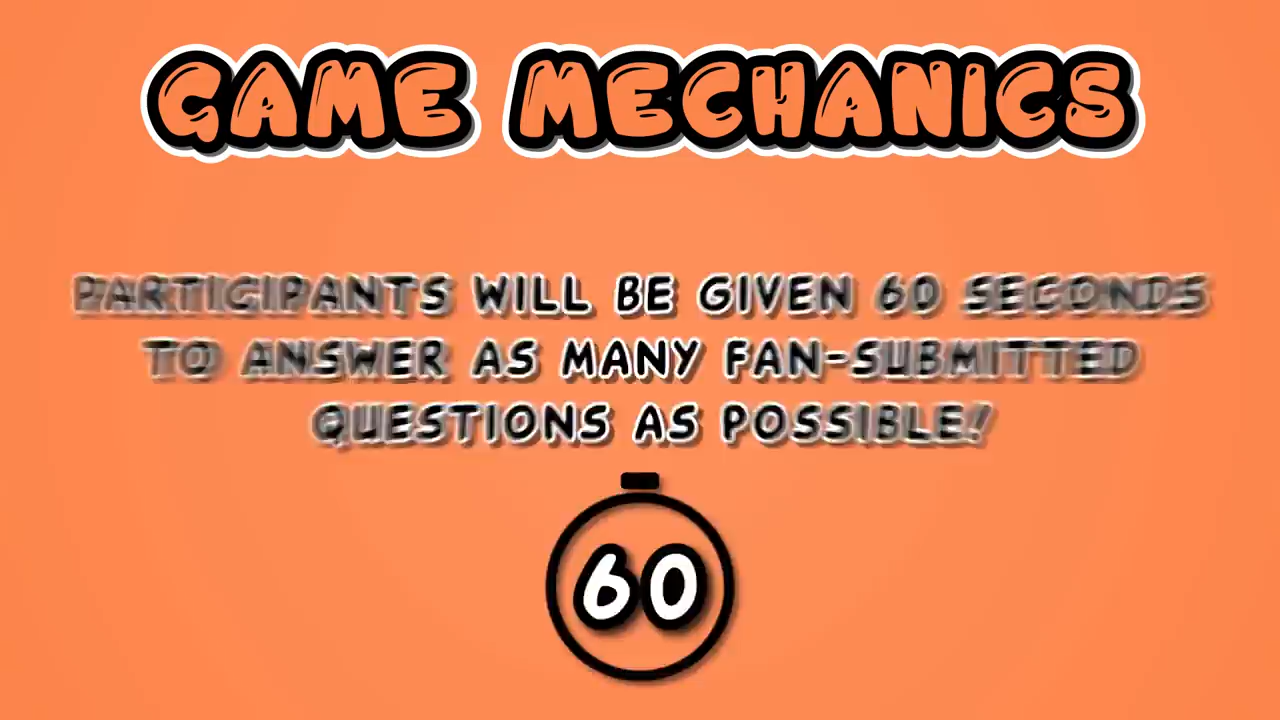 GAME MECHANICS
PARTICIPANTS WILL BE GIVEN 60 SECONDS
TO ANSWER AS MANY FAN-SUBMITTED
QUESTIONS AS POSSIBLE!
60